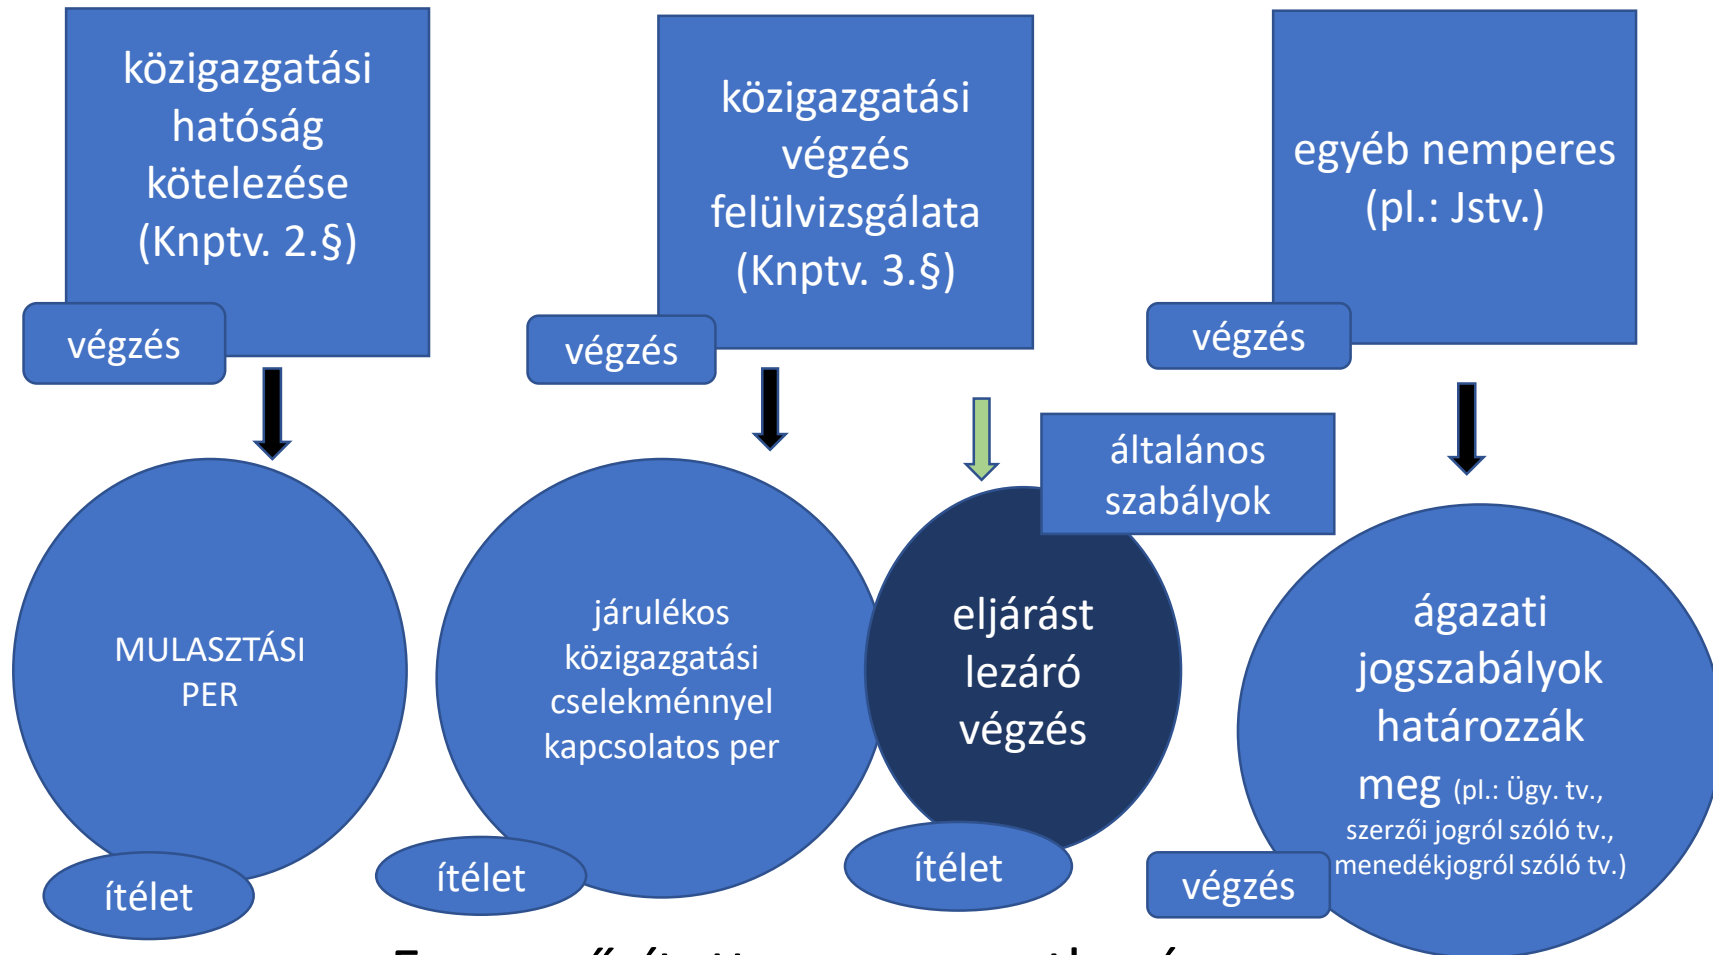 közigazgatási
hatóság
kötelezése
(Knptv. 2.§)
végzés
közigazgatási
végzés
felülvizsgálata
(Knptv. 3.§)
végzés
egyéb nemperes
(pl.: Jstv.)
végzés
MULASZTÁSI
PER
ítélet
járulékos
közigazgatási
cselekménnyel
kapcsolatos per
ítélet
általános
szabályok
eljárást
lezáró
végzés
ítélet
ágazati
jogszabályok
határozzák
meg (pl.: Ügy. tv.,
szerzői jogról szóló tv.,
menedékjogról szóló tv.)
végzés